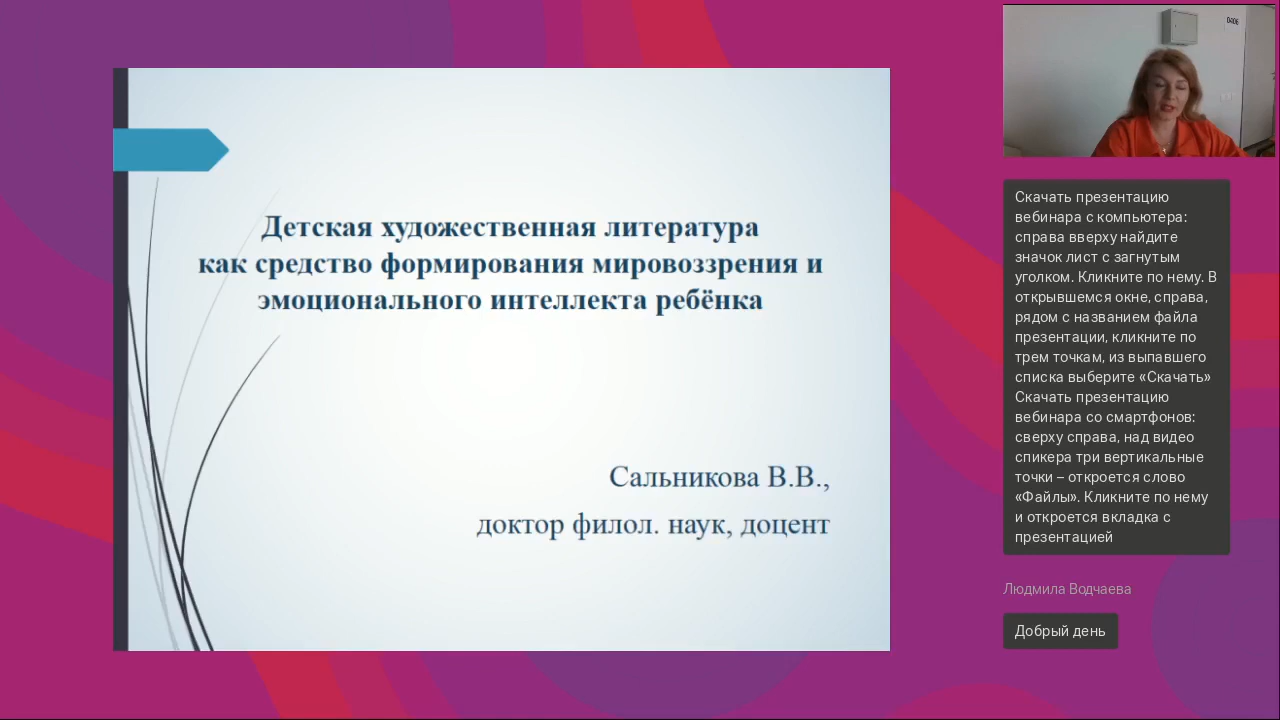 Детская художественная литература
как средство формирования мировоззрения и
эмоционального интеллекта ребёнка
Сальникова В.В.,
доктор филол. наук, доцент
Скачать презентацию
вебинара с компьютера:
справа вверху найдите
значок лист с загнутым
уголком. Кликните по нему. В
открывшемся окне, справа,
рядом с названием файла
презентации, кликните по
трем точкам, из выпавшего
списка выберите «Скачать»
Скачать презентацию
вебинара со смартфонов:
сверху справа, над видео
спикера три вертикальные
точки – откроется слово
«Файлы». Кликните по нему
и откроется вкладка с
презентацией
Людмила Водчаева
Добрый день